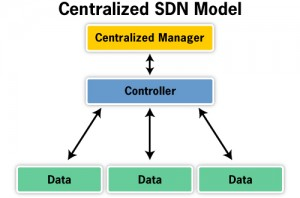 Centralized SDN Model
Centralized Manager
Controller
Data
Data
Data